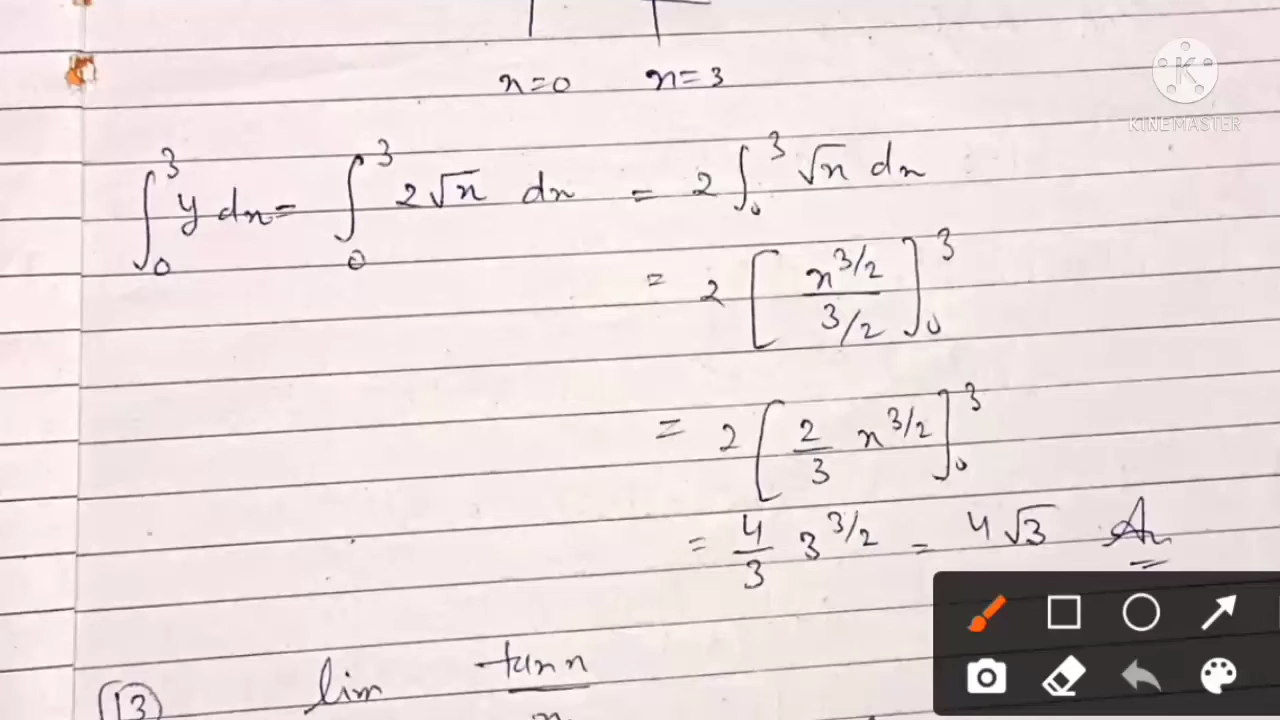 x=0 x=3
KINEMASTER
∫₀³ y dx = ∫₀³ 2√x dx = 2 ∫₀³ √x dx
= 2 [ x^{3/2} / (3/2) ]₀³
= 2 [ 2/3 x^{3/2} ]₀³
= 4/3 3^{3/2} = 4√3 An
(13) lim tan x / x